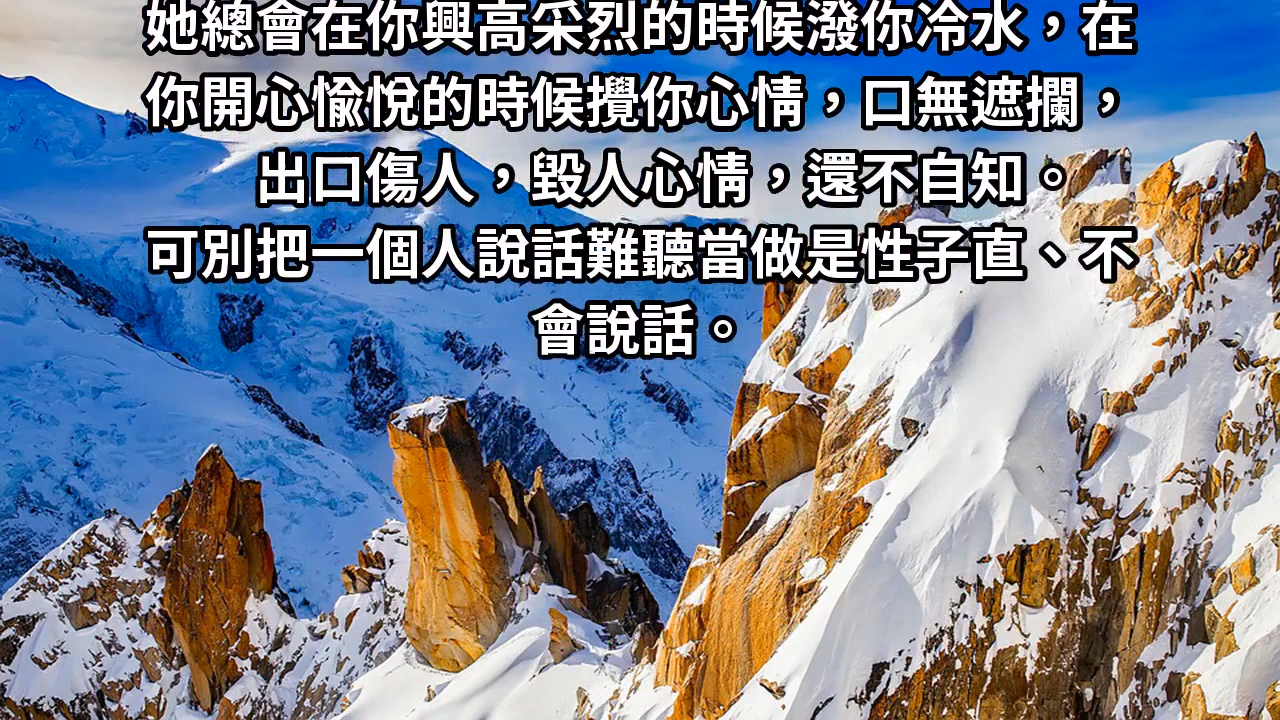 她總會在你興高采烈的時候潑你冷水，在
你開心愉悅的時候攪你心情，口無遮攔，
出口傷人，毀人心情，還不自知。
可別把一個人說話難聽當做是性子直、不
會說話。